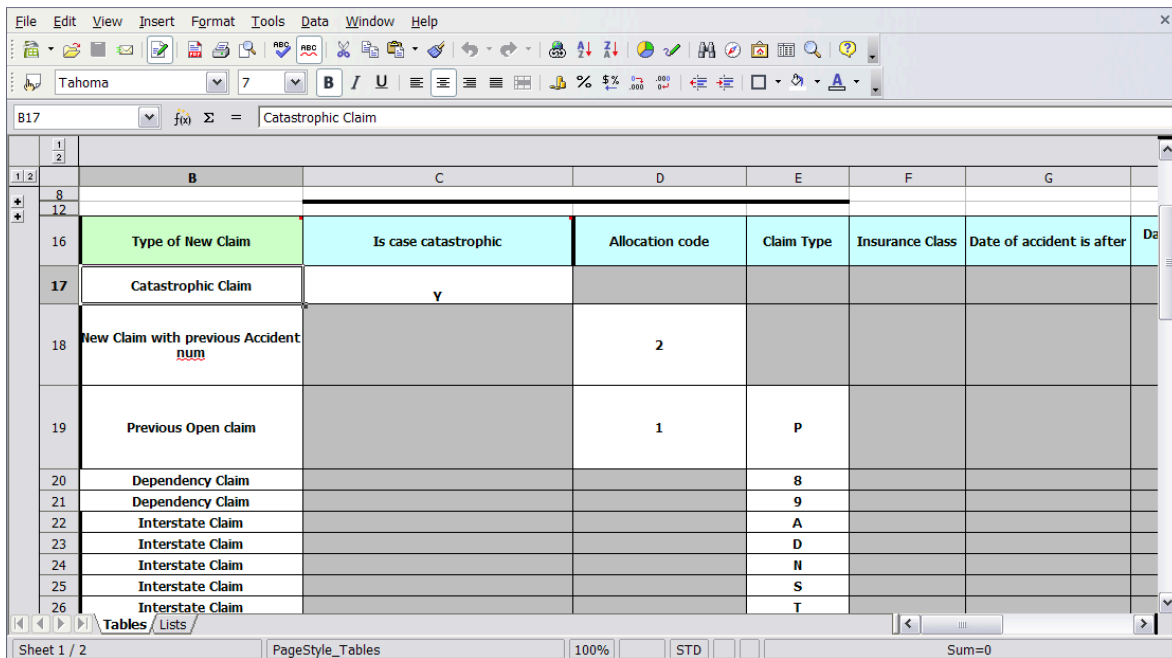 File Edit View Insert Format Tools Data Window Help
Tahoma 7 B I U
B17 f(x) Σ = Catastrophic Claim
1
2
1 2 B C D E F G
8
12
16 Type of New Claim Is case catastrophic Allocation code Claim Type Insurance Class Date of accident is after Da
17 Catastrophic Claim Y
18 New Claim with previous Accident num 2
19 Previous Open claim 1 P
20 Dependency Claim 8
21 Dependency Claim 9
22 Interstate Claim A
23 Interstate Claim D
24 Interstate Claim N
25 Interstate Claim S
26 Interstate Claim T
Tables Lists
Sheet 1 / 2 PageStyle_Tables 100% STD Sum=0